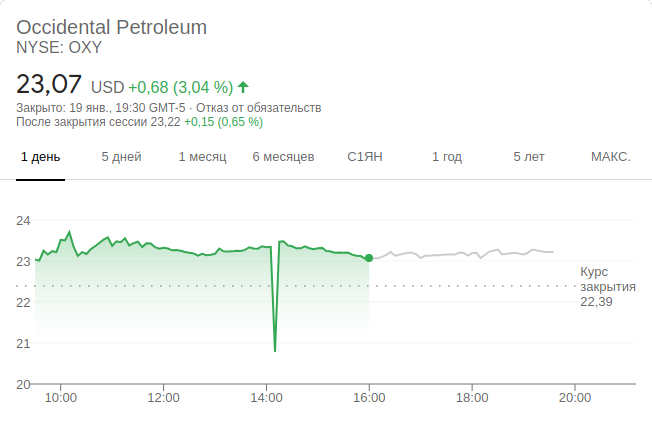 Occidental Petroleum
NYSE: OXY
23,07 USD +0,68 (3,04 %)
Закрыто: 19 янв., 19:30 GMT-5 · Отказ от обязательств
После закрытия сессии 23,22 +0,15 (0,65 %)
1 день 5 дней 1 месяц 6 месяцев С1ЯН 1 год 5 лет МАКС.
24
23
Курс
закрытия
22,39
22
21
20
10:00 12:00 14:00 16:00 18:00 20:00